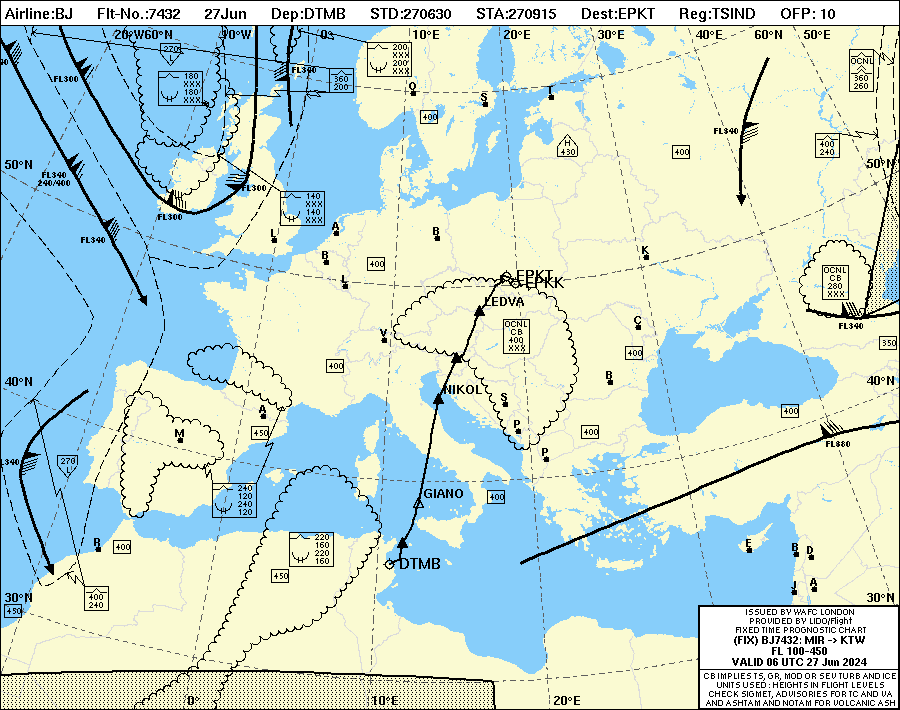 Airline:BJ Flt-No.:7432 27Jun Dep:DTMB STD:270630 STA:270915 Dest:EPKT Reg:TSIND OFP: 10
20°W60°N 10°W 0° 10°E 20°E 30°E 40°E 60°N 50°E
270
L
200
XXX
200
XXX
OCNL
360
260
FL300
180
XXX
180
XXX
FL340
360
200
O
S
T
400
FL340
H
430
400
400
240
50°N
50°N
FL340
240/400
FL300
FL300
140
XXX
140
XXX
FL340
L
A
B
B
L
400
K
EPKT
EPKK
OCNL
CB
280
XXX
LEDVA
FL340
V
OCNL
CB
400
XXX
C
400
350
400
B
40°N
40°N
NIKOL
A
S
400
M
450
P
400
FL380
P
270
L
FL340
240
120
240
120
GIANO
400
R
400
220
160
220
160
E
B
D
450
DTMB
J
A
30°N
30°N
400
240
450
0° 10°E 20°E
ISSUED BY WAFC LONDON
PROVIDED BY LIDO/Flight
FIXED TIME PROGNOSTIC CHART
(FIX) BJ7432: MIR -> KTW
FL 100-450
VALID 06 UTC 27 Jun 2024
CB IMPLIES TS, GR, MOD OR SEV TURB AND ICE
UNITS USED : HEIGHTS IN FLIGHT LEVELS
CHECK SIGMET, ADVISORIES FOR TC AND VA
AND ASHTAM AND NOTAM FOR VOLCANIC ASH